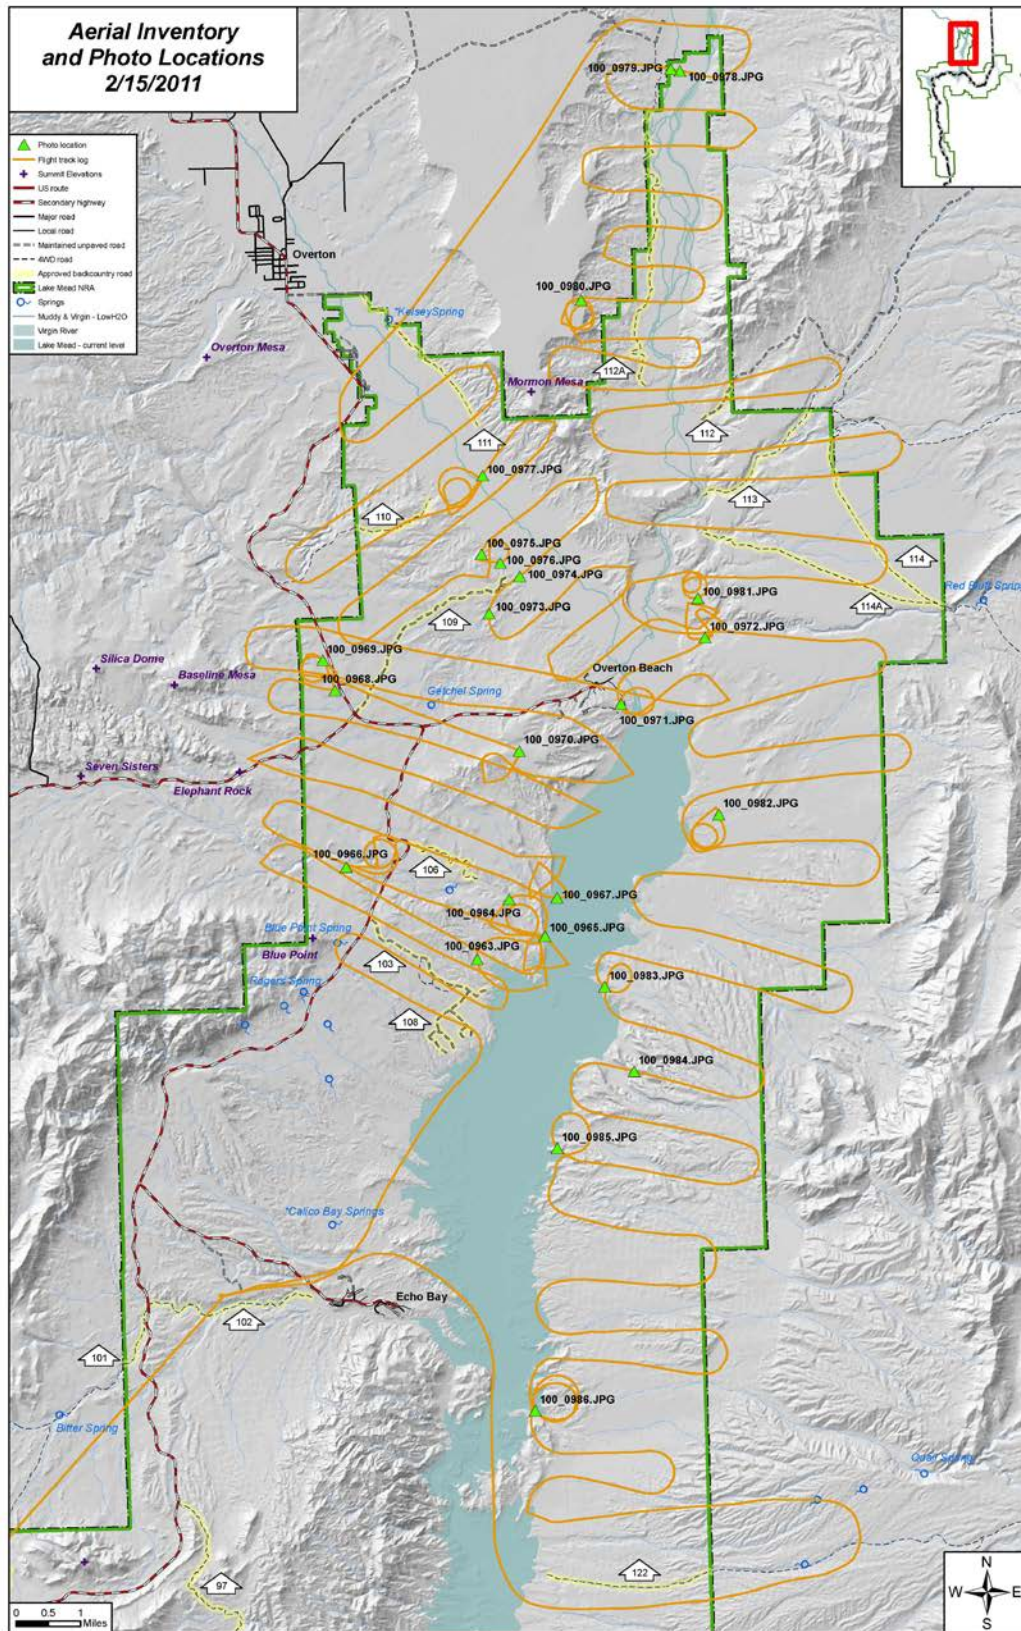 Aerial Inventory
and Photo Locations
2/15/2011
Photo location
Flight track log
Summit Elevations
US route
Secondary highway
Major road
Local road
Maintained unpaved road
4WD road
Approved backcountry road
Lake Mead NRA
Springs
Muddy & Virgin - LowH2O
Virgin River
Lake Mead - current level
100_0979.JPG
100_0978.JPG
Overton
100_0980.JPG
*KelseySpring
Overton Mesa
112A
Mormon Mesa
112
111
100_0977.JPG
113
110
100_0975.JPG
100_0976.JPG
114
100_0974.JPG
Red Bluff Spring
100_0981.JPG
114A
100_0973.JPG
109
100_0972.JPG
100_0969.JPG
Silica Dome
Overton Beach
Baseline Mesa
100_0968.JPG
Getchel Spring
100_0971.JPG
100_0970.JPG
Seven Sisters
Elephant Rock
100_0982.JPG
100_0966.JPG
106
100_0967.JPG
100_0964.JPG
Blue Point Spring
100_0965.JPG
100_0963.JPG
Blue Point
103
100_0983.JPG
Rogers Spring
108
100_0984.JPG
100_0985.JPG
*Calico Bay Springs
Echo Bay
102
101
100_0986.JPG
Bitter Spring
Quail Spring
122
97
N
W E
S
0 0.5 1
Miles